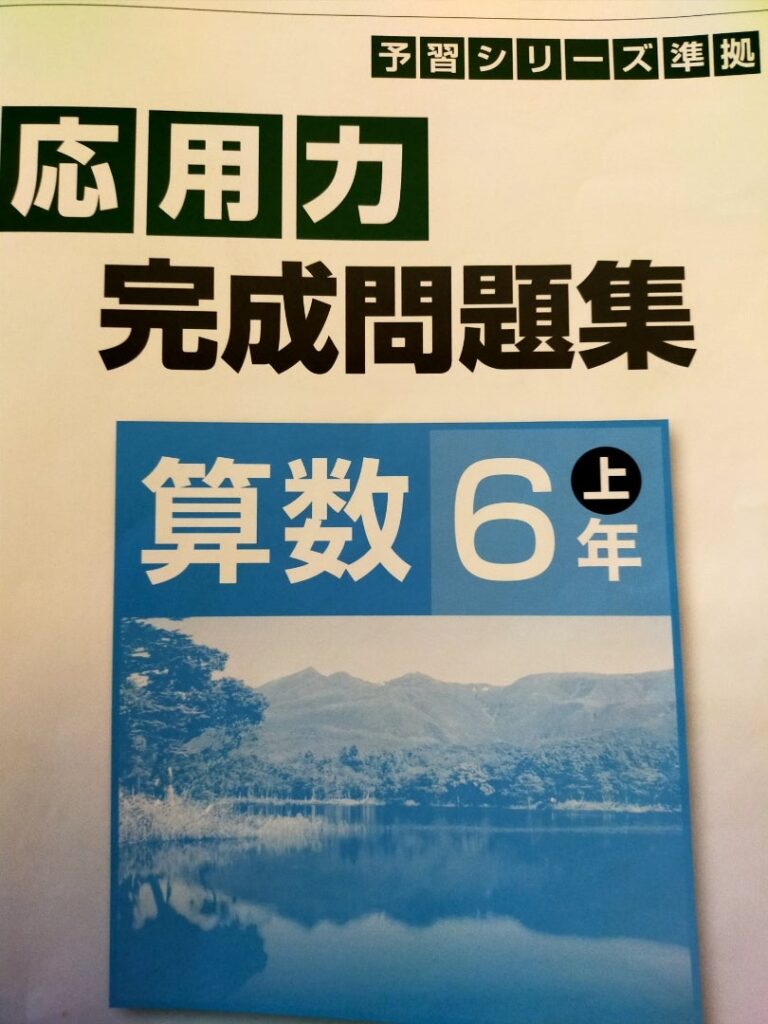 予習シリーズ準拠
応用力
完成問題集
算数 6年 上